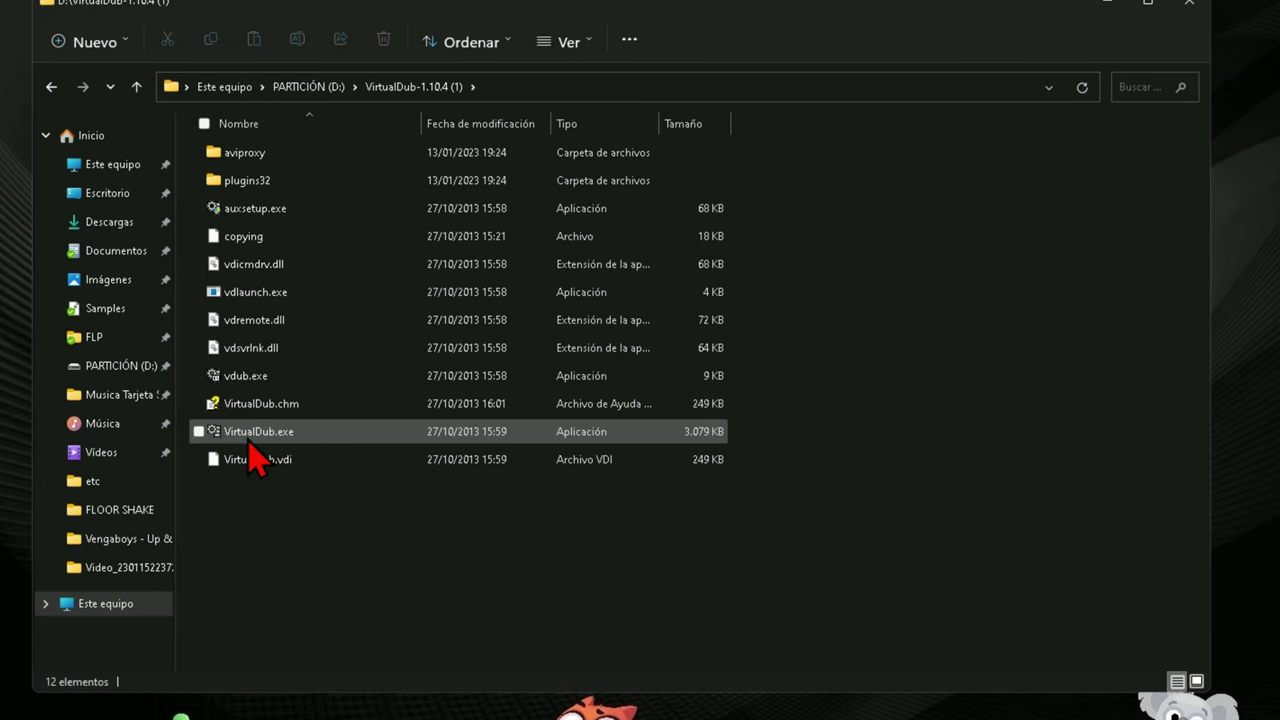 D:\VirtualDub-1.10.4 (1)
Nuevo Ordenar Ver
Este equipo PARTICIÓN (D:) VirtualDub-1.10.4 (1) Buscar ...
Nombre Fecha de modificación Tipo Tamaño
aviproxy 13/01/2023 19:24 Carpeta de archivos
plugins32 13/01/2023 19:24 Carpeta de archivos
auxsetup.exe 27/10/2013 15:58 Aplicación 68 KB
copying 27/10/2013 15:21 Archivo 18 KB
vdicmdrv.dll 27/10/2013 15:58 Extensión de la ap... 68 KB
vdlaunch.exe 27/10/2013 15:58 Aplicación 4 KB
vdremote.dll 27/10/2013 15:58 Extensión de la ap... 72 KB
vdsvrlnk.dll 27/10/2013 15:58 Extensión de la ap... 64 KB
vdub.exe 27/10/2013 15:58 Aplicación 9 KB
VirtualDub.chm 27/10/2013 16:01 Archivo de Ayuda ... 249 KB
VirtualDub.exe 27/10/2013 15:59 Aplicación 3.079 KB
27/10/2013 15:59 Archivo VDI 249 KB
Inicio
Este equipo
Escritorio
Descargas
Documentos
Imágenes
Samples
FLP
PARTICIÓN (D:)
Musica Tarjeta
Música
Vídeos
etc
FLOOR SHAKE
Vengaboys - Up &
Video_2301152237
Este equipo
12 elementos